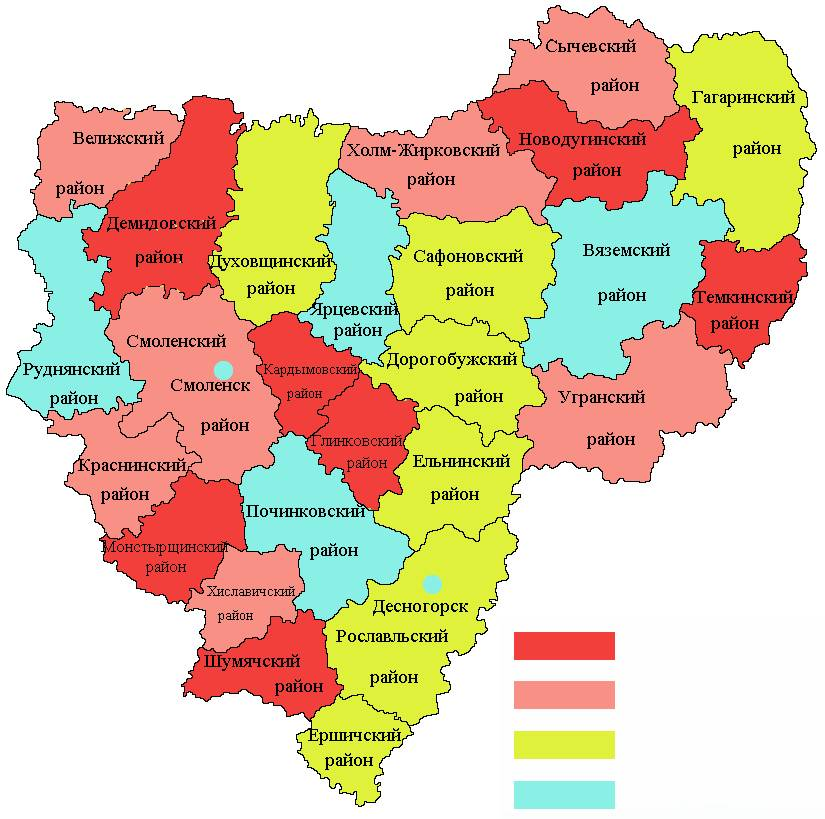 Сычевский
район
Гагаринский
район
Новодугинский
район
Холм-Жирковский
район
Велижский
район
Демидовский
район
Духовщинский
район
Ярцевский
район
Сафоновский
район
Вяземский
район
Темкинский
район
Руднянский
район
Смоленский
Смоленск
район
Кардымовский
район
Дорогобужский
район
Угранский
район
Глинковский
район
Ельнинский
район
Краснинский
район
Починковский
район
Монстырщинский
район
Хиславичский
район
Десногорск
Рославльский
район
Шумячский
район
Ершичский
район